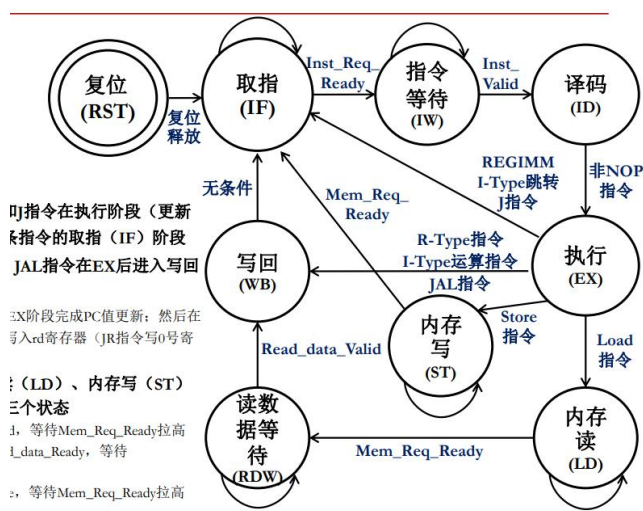 复位
(RST)
复位
释放
取指
(IF)
Inst_Req_
Ready
指令
等待
(IW)
Inst_
Valid
译码
(ID)
非NOP
指令
REGIMM
I-Type跳转
J指令
Mem_Req_
Ready
无条件
写回
(WB)
R-Type指令
I-Type运算指令
JAL指令
执行
(EX)
Store
指令
Load
指令
内存
写
(ST)
Read_data_Valid
读数
据等
待
(RDW)
Mem_Req_Ready
内存
读
(LD)
J指令在执行阶段（更新
条指令的取指（IF）阶段
JAL指令在EX后进入写回
EX阶段完成PC值更新；然后在
写入rd寄存器（JR指令写0号寄
（LD）、内存写（ST）
三个状态
d，等待Mem_Req_Ready拉高
d_data_Ready，等待
e，等待Mem_Req_Ready拉高